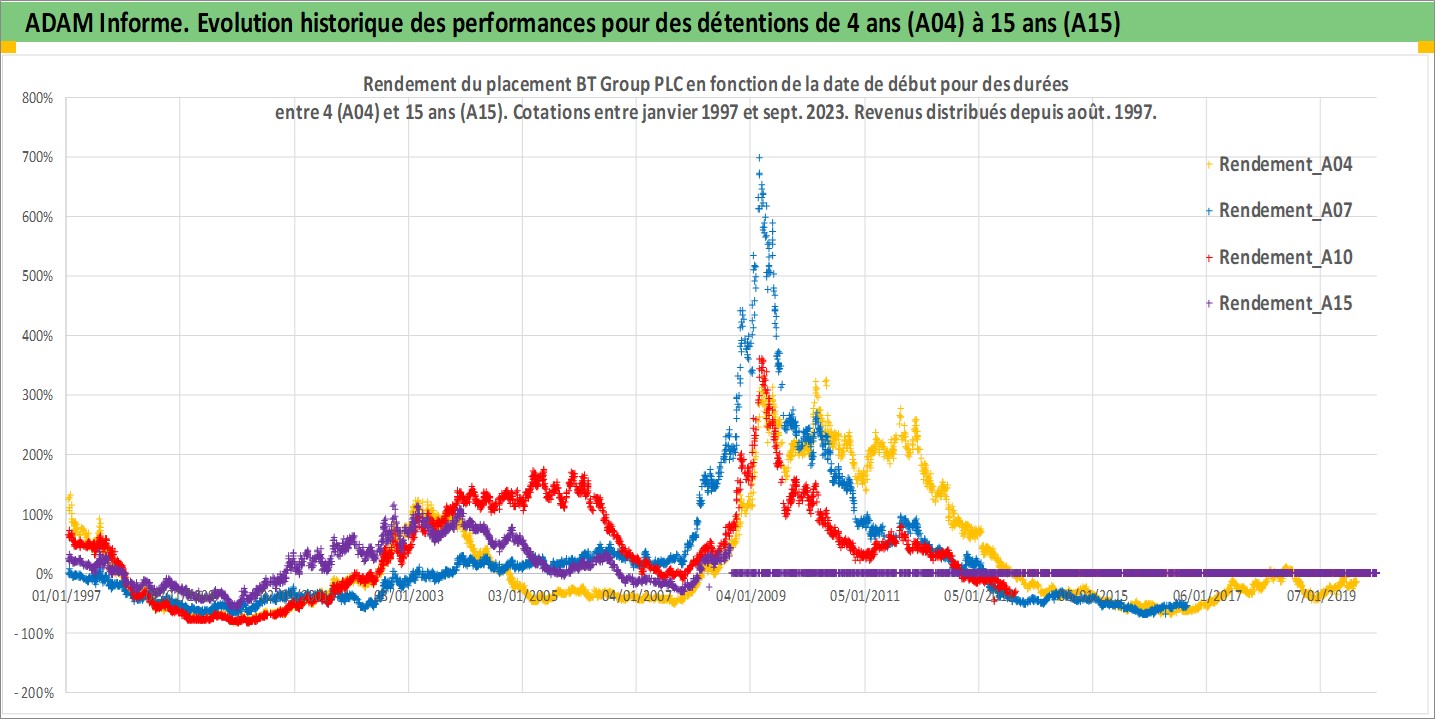 ADAM Informe. Evolution historique des performances pour des détentions de 4 ans (A04) à 15 ans (A15)
Rendement du placement BT Group PLC en fonction de la date de début pour des durées
entre 4 (A04) et 15 ans (A15). Cotations entre janvier 1997 et sept. 2023. Revenus distribués depuis août. 1997.
800%
700%
600%
500%
400%
300%
200%
100%
0%
-100%
-200%
Rendement_A04
Rendement_A07
Rendement_A10
Rendement_A15
01/01/1997
03/01/2005
04/01/2007
04/01/2009
05/01/2011
06/01/2017
07/01/2019